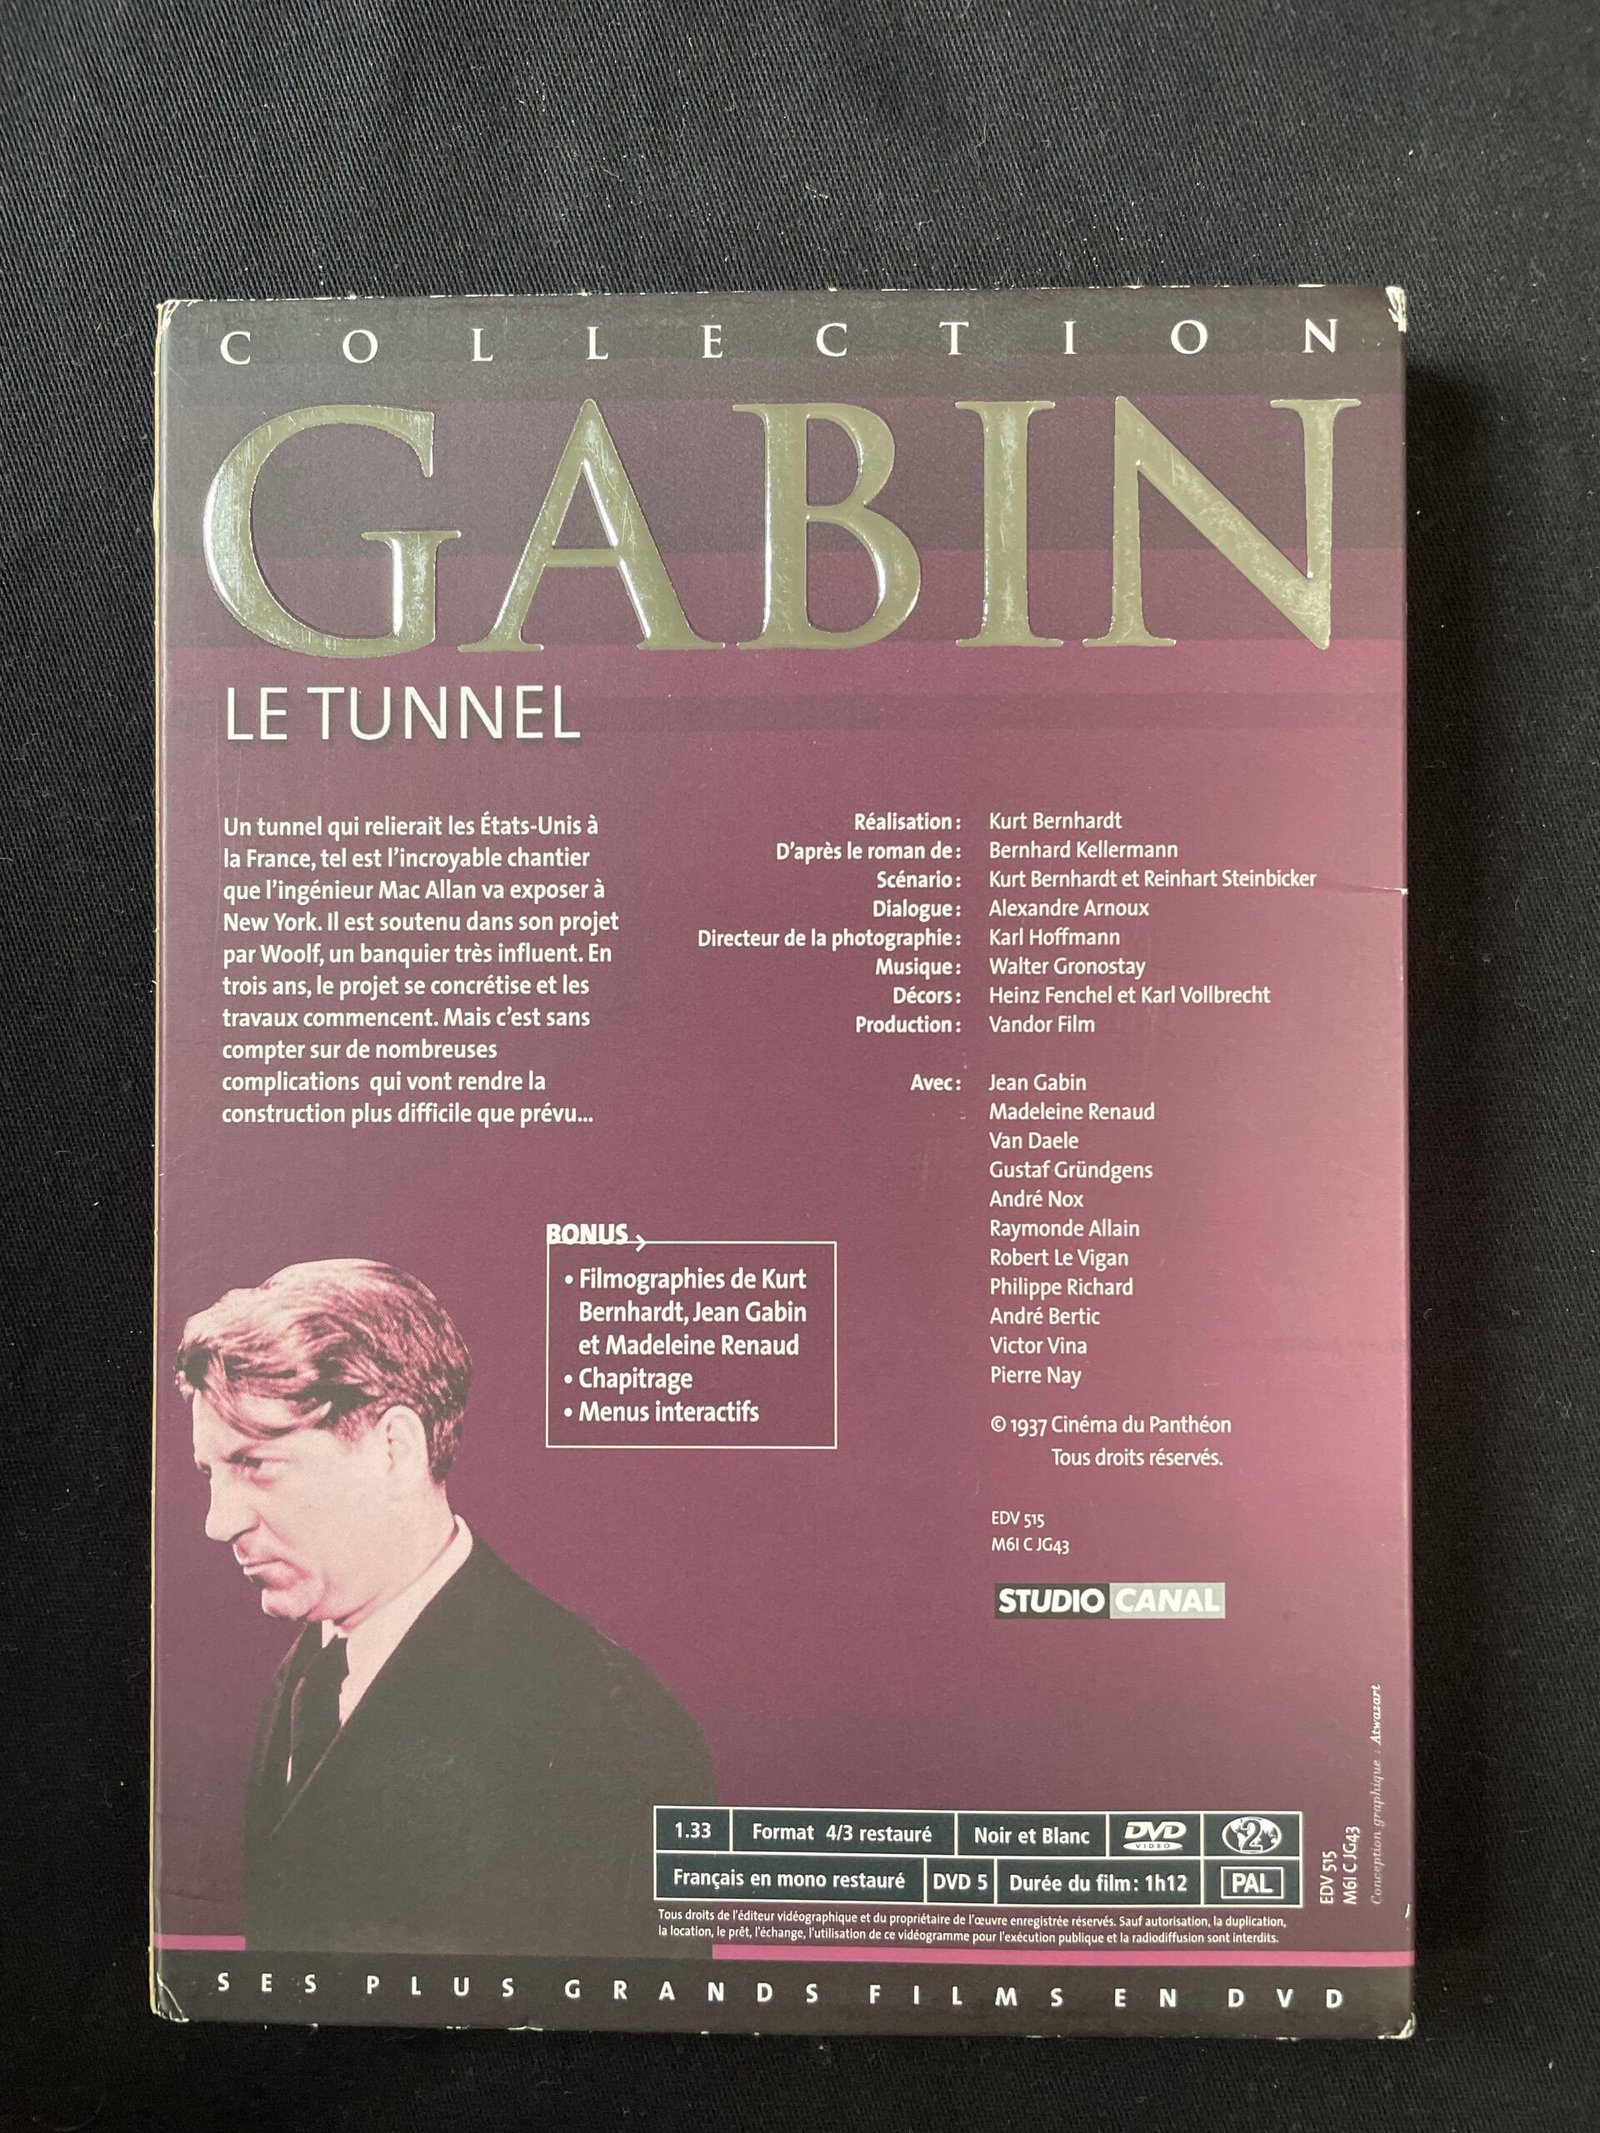 COLLECTION
GABIN
LE TUNNEL
Un tunnel qui relierait les États-Unis à
la France, tel est l'incroyable chantier
que l'ingénieur Mac Allan va exposer à
New York. Il est soutenu dans son projet
par Woolf, un banquier très influent. En
trois ans, le projet se concrétise et les
travaux commencent. Mais c'est sans
compter sur de nombreuses
complications qui vont rendre la
construction plus difficile que prévu...
Réalisation : Kurt Bernhardt
D'après le roman de : Bernhard Kellermann
Scénario : Kurt Bernhardt et Reinhart Steinbicker
Dialogue : Alexandre Arnoux
Directeur de la photographie : Karl Hoffmann
Musique : Walter Gronostay
Décors : Heinz Fenchel et Karl Vollbrecht
Production : Vandor Film
Avec : Jean Gabin
Madeleine Renaud
Van Daele
Gustaf Gründgens
André Nox
Raymonde Allain
Robert Le Vigan
Philippe Richard
André Bertic
Victor Vina
Pierre Nay
BONUS
• Filmographies de Kurt
Bernhardt, Jean Gabin
et Madeleine Renaud
• Chapitrage
• Menus interactifs
© 1937 Cinéma du Panthéon
Tous droits réservés.
EDV 515
M6I C JG43
STUDIO CANAL
1.33 Format 4/3 restauré Noir et Blanc DVD VIDEO 2
Français en mono restauré DVD 5 Durée du film : 1h12 PAL
Tous droits de l'éditeur vidéographique et du propriétaire de l'œuvre enregistrée réservés. Sauf autorisation, la duplication,
la location, le prêt, l'échange, l'utilisation de ce vidéogramme pour l'exécution publique et la radiodiffusion sont interdits.
EDV 515
M6I C JG43
Conception graphique : Atwazart
SES PLUS GRANDS FILMS EN DVD